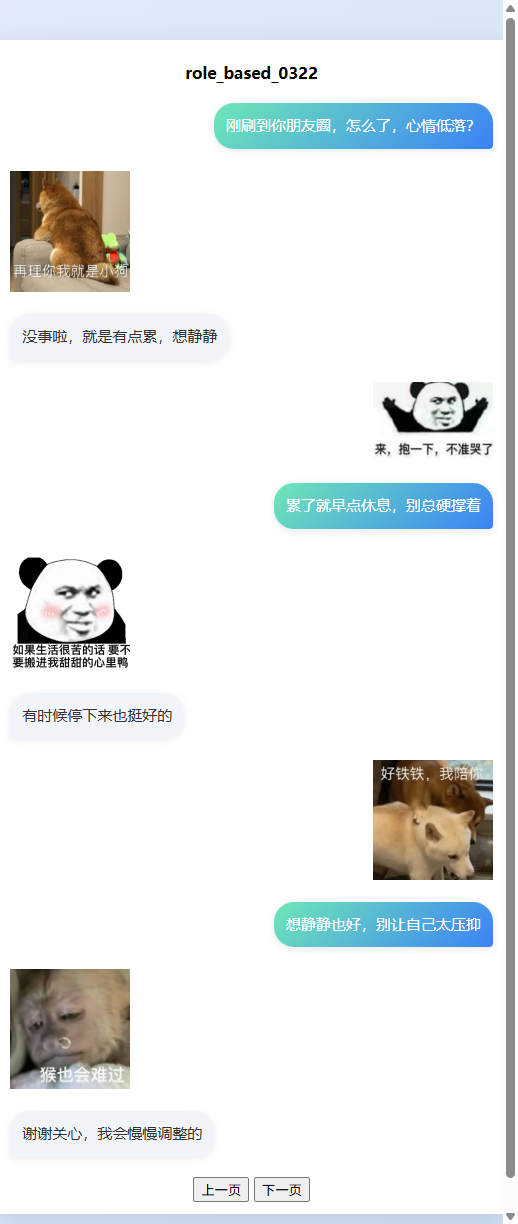 role_based_0322
刚刷到你朋友圈，怎么了，心情低落？
再理你我就是小狗
没事啦，就是有点累，想静静
来，抱一下，不准哭了
累了就早点休息，别总硬撑着
如果生活很苦的话 要不
要搬进我甜甜的心里鸭
有时候停下来也挺好的
好铁铁，我陪你
想静静也好，别让自己太压抑
猴也会难过
谢谢关心，我会慢慢调整的
上一页 下一页